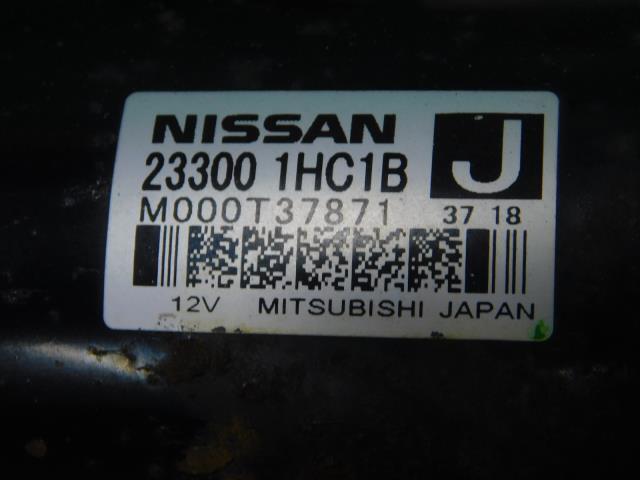 NISSAN
J
23300 1HC1B
M000T37871 37 18
12V MITSUBISHI JAPAN